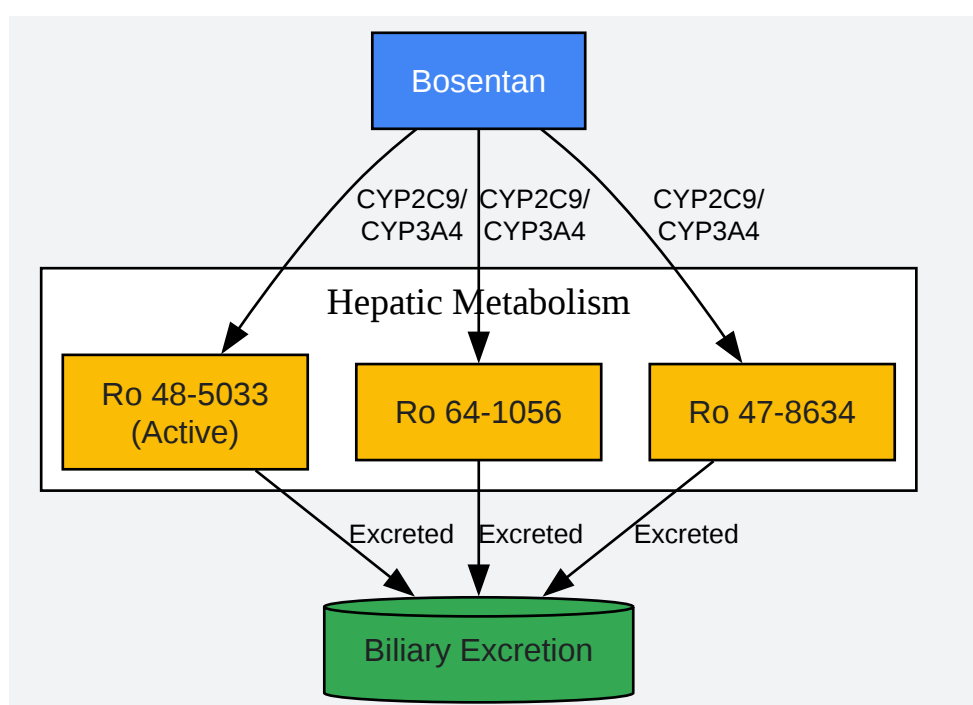 Bosentan
CYP2C9/
CYP3A4
CYP2C9/
CYP3A4
CYP2C9/
CYP3A4
Hepatic Metabolism
Ro 48-5033
(Active)
Ro 64-1056
Ro 47-8634
Excreted
Excreted
Excreted
Biliary Excretion